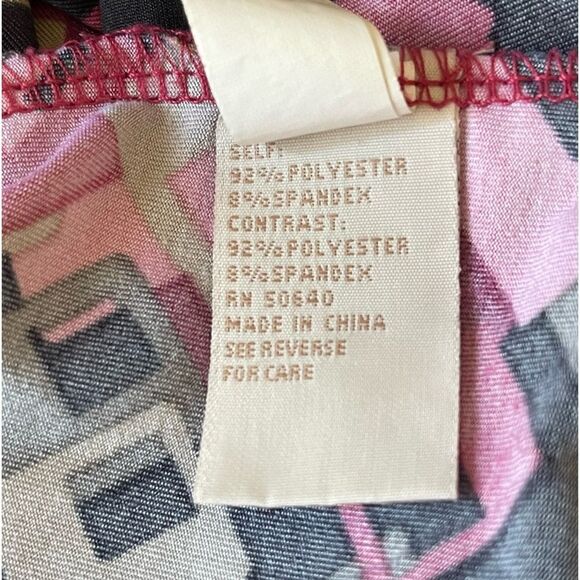 SELF:
92% POLYESTER
8% SPANDEX
CONTRAST:
92% POLYESTER
8% SPANDEX
RN 50640
MADE IN CHINA
SEE REVERSE
FOR CARE